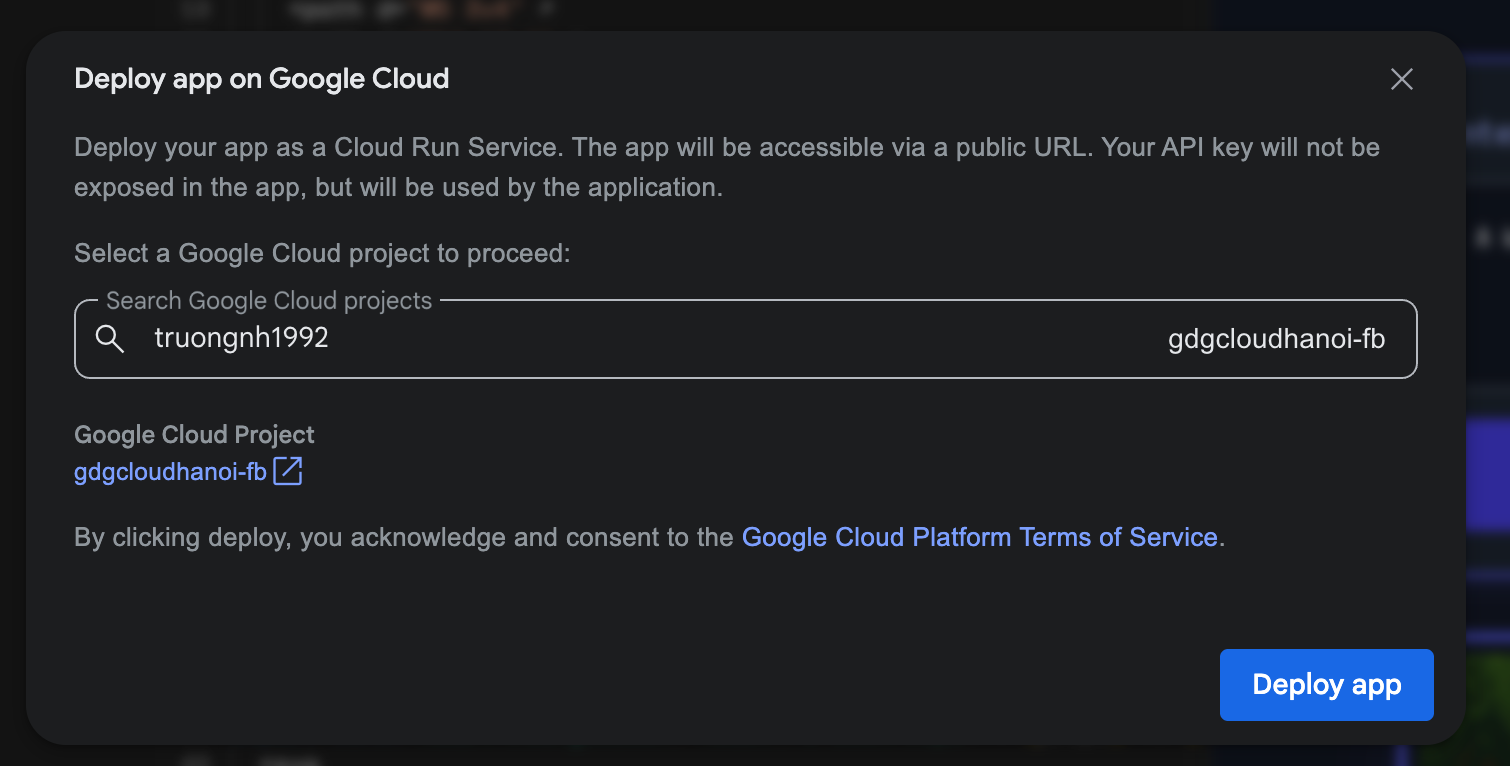 Deploy app on Google Cloud
Deploy your app as a Cloud Run Service. The app will be accessible via a public URL. Your API key will not be
exposed in the app, but will be used by the application.
Select a Google Cloud project to proceed:
Search Google Cloud projects
truongnh1992 gdgcloudhanoi-fb
Google Cloud Project
gdgcloudhanoi-fb
By clicking deploy, you acknowledge and consent to the Google Cloud Platform Terms of Service.
Deploy app